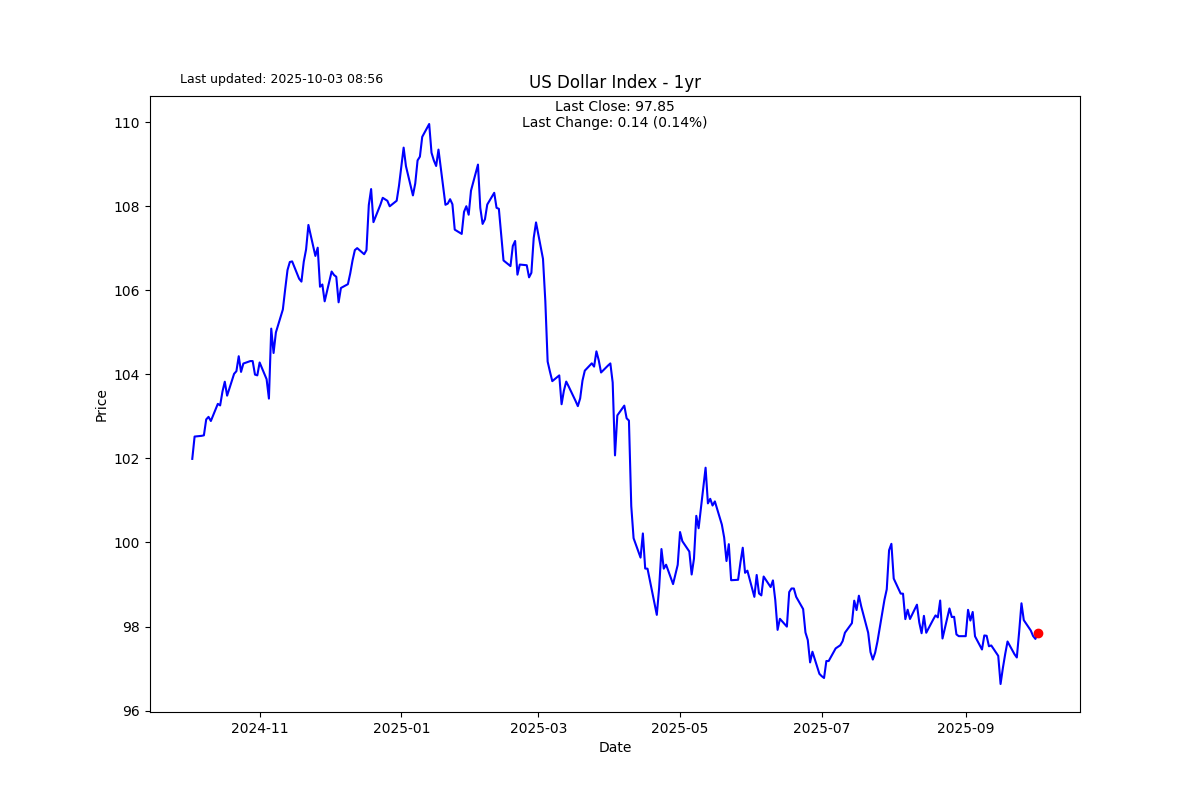 Last updated: 2025-10-03 08:56
US Dollar Index - 1yr
Last Close: 97.85
Last Change: 0.14 (0.14%)
Price
110
108
106
104
102
100
98
96
2024-11
2025-01
2025-03
2025-05
2025-07
2025-09
Date